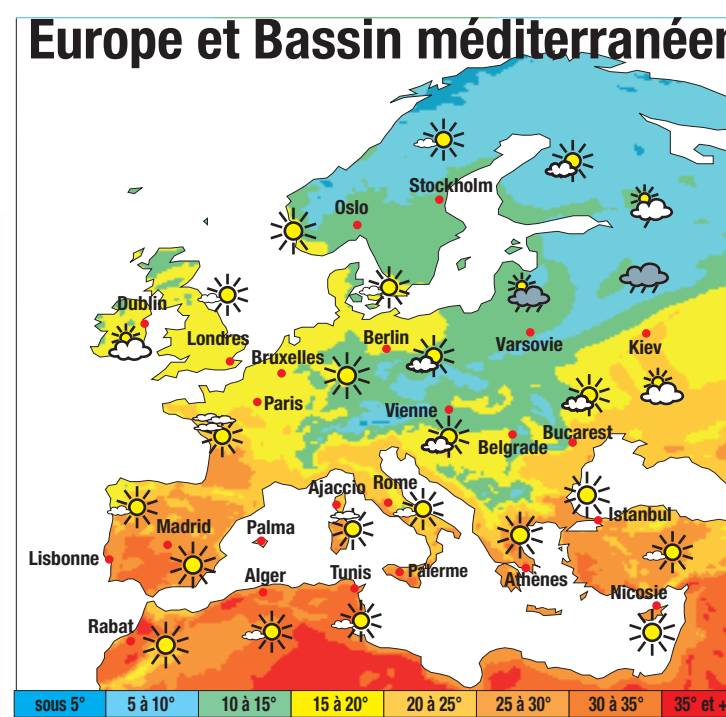 Europe et Bassin méditerranéen
Stockholm
Oslo
Dublin
Londres
Berlin
Varsovie
Kiev
Bruxelles
Paris
Vienne
Bucarest
Belgrade
Ajaccio
Rome
Madrid
Palma
Istanbul
Lisbonne
Alger
Tunis
Palerme
Athènes
Nicosie
Rabat
sous 5°
5 à 10°
10 à 15°
15 à 20°
20 à 25°
25 à 30°
30 à 35°
35° et +